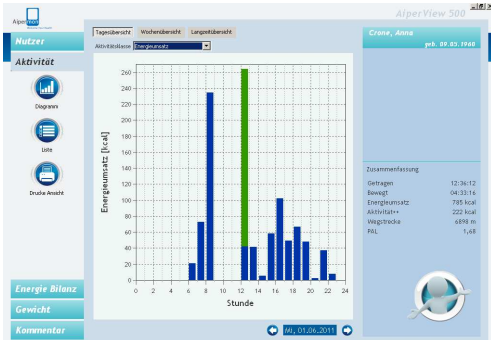 Aiper
AiperView 500
Nutzer
Aktivität
Diagramm
Liste
Drucke Ansicht
Energie Bilanz
Gewicht
Kommentar
Tagesübersicht Wochenübersicht Langzeitübersicht
Aktivitätsklasse Energieumsatz
Energieumsatz [kcal]
260
240
220
200
180
160
140
120
100
80
60
40
20
0
0 2 4 6 8 10 12 14 16 18 20 22 24
Stunde
Mi, 01.06.2011
Crone, Anna
geb. 09.05.1968
Zusammenfassung
Getragen 12:36:12
Bewegt 04:33:16
Energieumsatz 785 kcal
Aktivität++ 222 kcal
Wegstrecke 6898 m
PAL 1,68